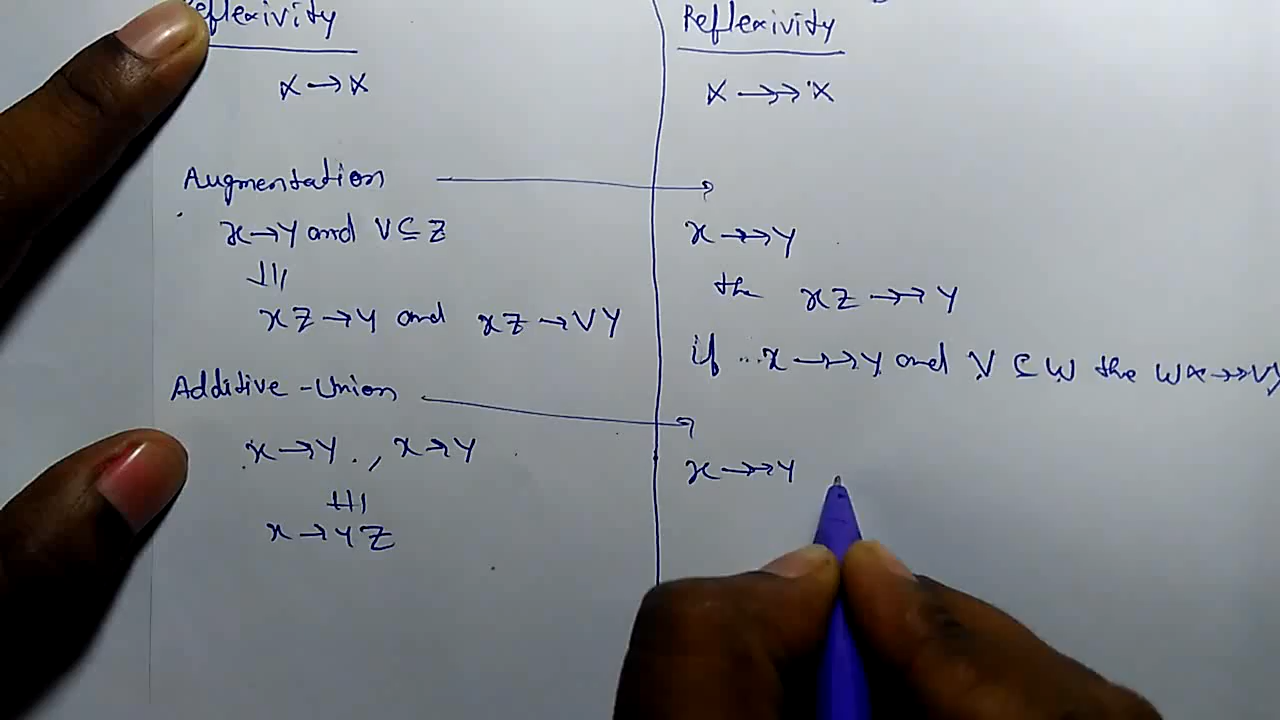 Reflexivity
X → X
Augmentation
x → Y and V ⊆ Z
x Z → Y and x Z → V Y
Additive - Union
x → Y . , x → Y
x → Y Z
Reflexivity
X →→ X
x →→ Y
the x Z →→ Y
if ... x →→ Y and V ⊆ W the W x →→ V Y
x →→ Y